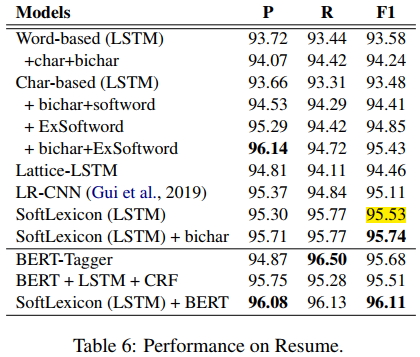 Models P R F1
Word-based (LSTM) 93.72 93.44 93.58
+char+bichar 94.07 94.42 94.24
Char-based (LSTM) 93.66 93.31 93.48
+ bichar+softword 94.53 94.29 94.41
+ ExSoftword 95.29 94.42 94.85
+ bichar+ExSoftword 96.14 94.72 95.43
Lattice-LSTM 94.81 94.11 94.46
LR-CNN (Gui et al., 2019) 95.37 94.84 95.11
SoftLexicon (LSTM) 95.30 95.77 95.53
SoftLexicon (LSTM) + bichar 95.71 95.77 95.74
BERT-Tagger 94.87 96.50 95.68
BERT + LSTM + CRF 95.75 95.28 95.51
SoftLexicon (LSTM) + BERT 96.08 96.13 96.11
Table 6: Performance on Resume.